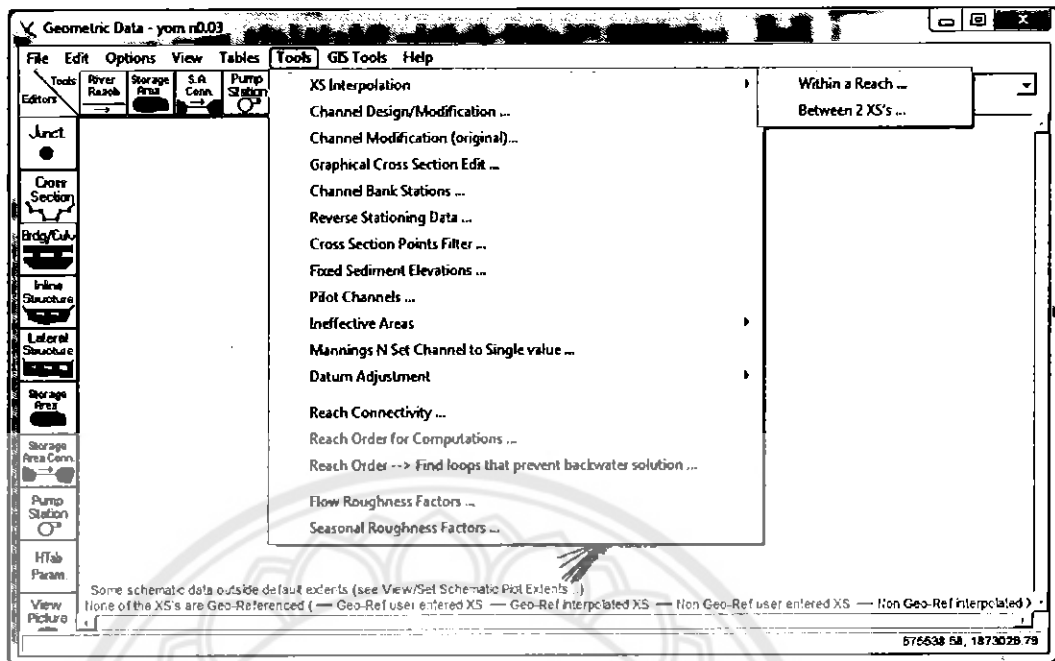 Geometric Data - yom n0.03
File Edit Options View Tables Tools GIS Tools Help
Tools
Editors
River Reach
Storage Area
S.A. Conn.
Pump Station
XS Interpolation
Within a Reach ...
Between 2 XS's ...
Channel Design/Modification ...
Channel Modification (original)...
Graphical Cross Section Edit ...
Channel Bank Stations ...
Reverse Stationing Data ...
Cross Section Points Filter ...
Fixed Sediment Elevations ...
Pilot Channels ...
Ineffective Areas
Mannings N Set Channel to Single value ...
Datum Adjustment
Reach Connectivity ...
Reach Order for Computations ...
Reach Order --> Find loops that prevent backwater solution ...
Flow Roughness Factors ...
Seasonal Roughness Factors ...
Junct.
Cross Section
Brdg/Culv
Inline Structure
Lateral Structure
Storage Area
Storage Area Conn.
Pump Station
HTab Param.
View Picture
Some schematic data outside default extents (see View/Set Schematic Plot Extents ...)
None of the XS's are Geo-Referenced ( — Geo-Ref user entered XS — Geo-Ref interpolated XS — Non Geo-Ref user entered XS — Non Geo-Ref interpolated X
575538.58, 1873028.79